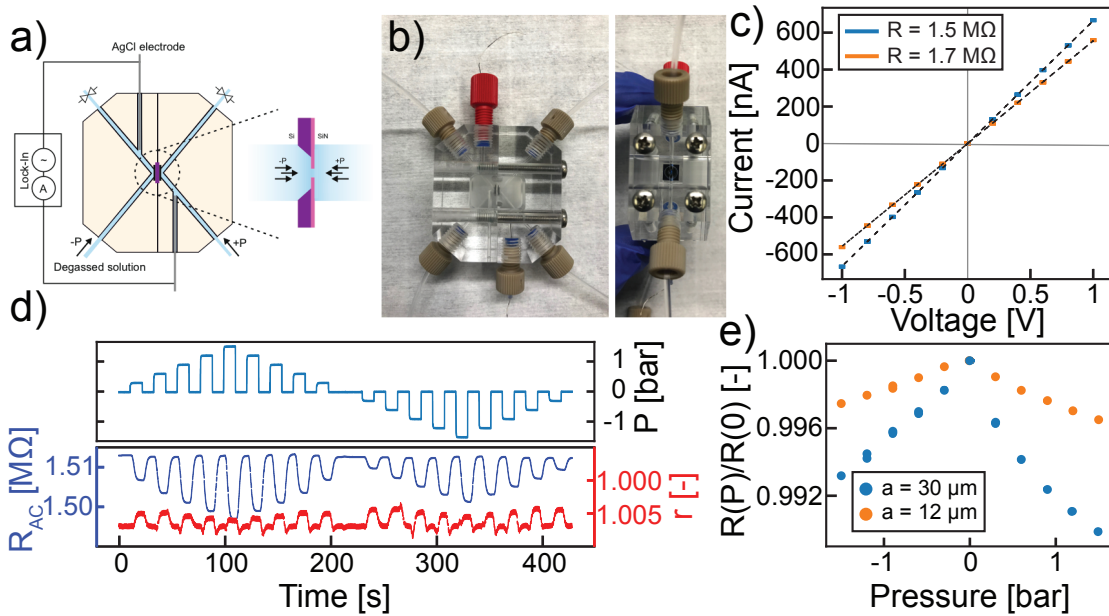 a)
AgCl electrode
Lock-In
~
A
Si
SiN
-P
+P
-P
+P
Degassed solution
b)
c)
Current [nA]
600
400
200
0
-200
-400
-600
R = 1.5 MΩ
R = 1.7 MΩ
-1
-0.5
0
0.5
1
Voltage [V]
d)
1
0
-1
P [bar]
R_AC [MΩ]
1.51
1.50
1.000
1.005
r [-]
0
100
200
300
400
Time [s]
e)
R(P)/R(0) [-]
1.000
0.996
0.992
a = 30 μm
a = 12 μm
-1
0
1
Pressure [bar]